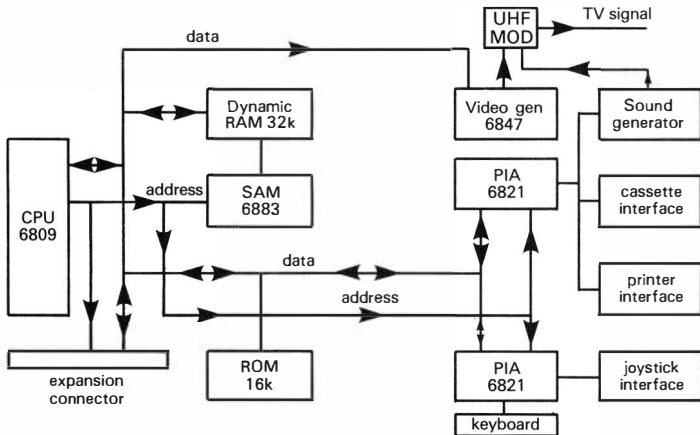 UHF
MOD
TV signal
data
Dynamic
RAM 32k
Video gen
6847
Sound
generator
CPU
6809
address
SAM
6883
PIA
6821
cassette
interface
data
address
printer
interface
ROM
16k
PIA
6821
joystick
interface
expansion
connector
keyboard